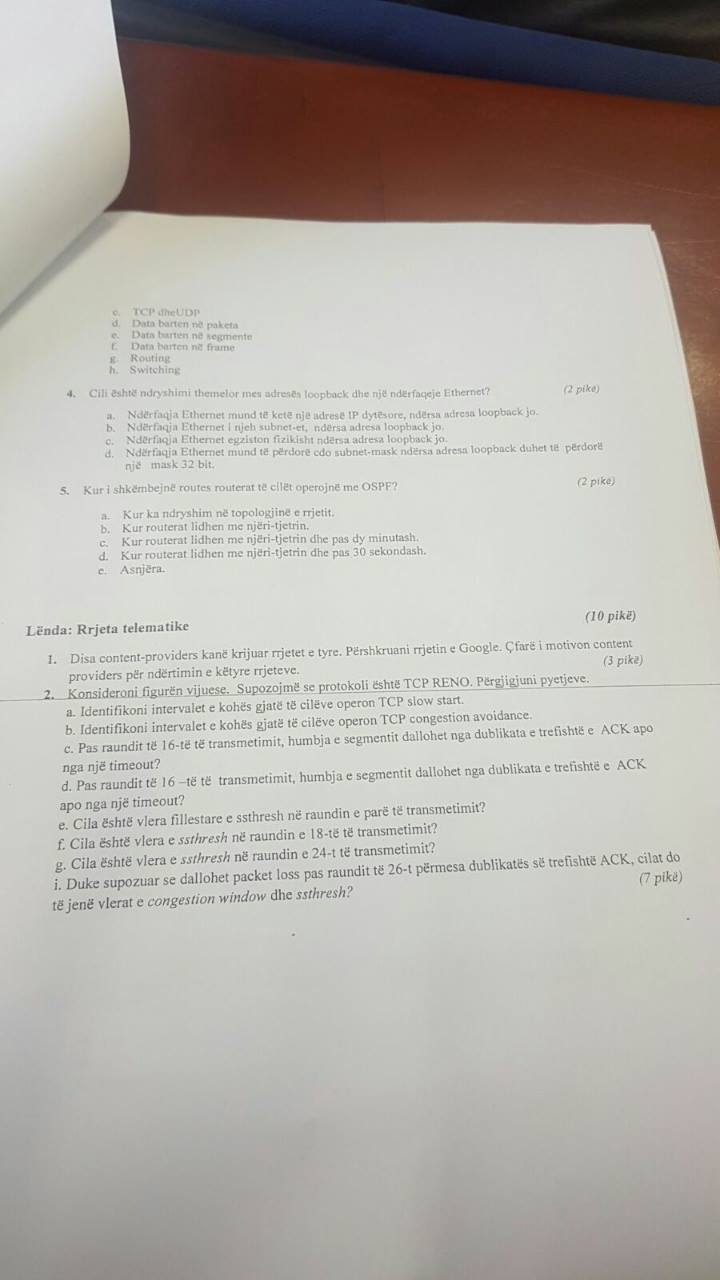 c. TCP dheUDP
d. Data barten në paketa
e. Data barten në segmente
f. Data barten në frame
g. Routing
h. Switching
4. Cili është ndryshimi themelor mes adresës loopback dhe një ndërfaqeje Ethernet? (2 pikë)
a. Ndërfaqja Ethernet mund të ketë një adresë IP dytësore, ndërsa adresa loopback jo.
b. Ndërfaqja Ethernet i njeh subnet-et, ndërsa adresa loopback jo.
c. Ndërfaqja Ethernet egziston fizikisht ndërsa adresa loopback jo.
d. Ndërfaqja Ethernet mund të përdorë cdo subnet-mask ndërsa adresa loopback duhet të përdorë
një mask 32 bit.
5. Kur i shkëmbejnë routes routerat të cilët operojnë me OSPF? (2 pikë)
a. Kur ka ndryshim në topologjinë e rrjetit.
b. Kur routerat lidhen me njëri-tjetrin.
c. Kur routerat lidhen me njëri-tjetrin dhe pas dy minutash.
d. Kur routerat lidhen me njëri-tjetrin dhe pas 30 sekondash.
e. Asnjëra.
Lënda: Rrjeta telematike (10 pikë)
1. Disa content-providers kanë krijuar rrjetet e tyre. Përshkruani rrjetin e Google. Çfarë i motivon content
providers për ndërtimin e këtyre rrjeteve. (3 pikë)
2. Konsideroni figurën vijuese. Supozojmë se protokoli është TCP RENO. Përgjigjuni pyetjeve.
a. Identifikoni intervalet e kohës gjatë të cilëve operon TCP slow start.
b. Identifikoni intervalet e kohës gjatë të cilëve operon TCP congestion avoidance.
c. Pas raundit të 16-të të transmetimit, humbja e segmentit dallohet nga dublikata e trefishtë e ACK apo
nga një timeout?
d. Pas raundit të 16 –të të transmetimit, humbja e segmentit dallohet nga dublikata e trefishtë e ACK
apo nga një timeout?
e. Cila është vlera fillestare e ssthresh në raundin e parë të transmetimit?
f. Cila është vlera e ssthresh në raundin e 18-të të transmetimit?
g. Cila është vlera e ssthresh në raundin e 24-t të transmetimit?
i. Duke supozuar se dallohet packet loss pas raundit të 26-t përmesa dublikatës së trefishtë ACK, cilat do
të jenë vlerat e congestion window dhe ssthresh? (7 pikë)